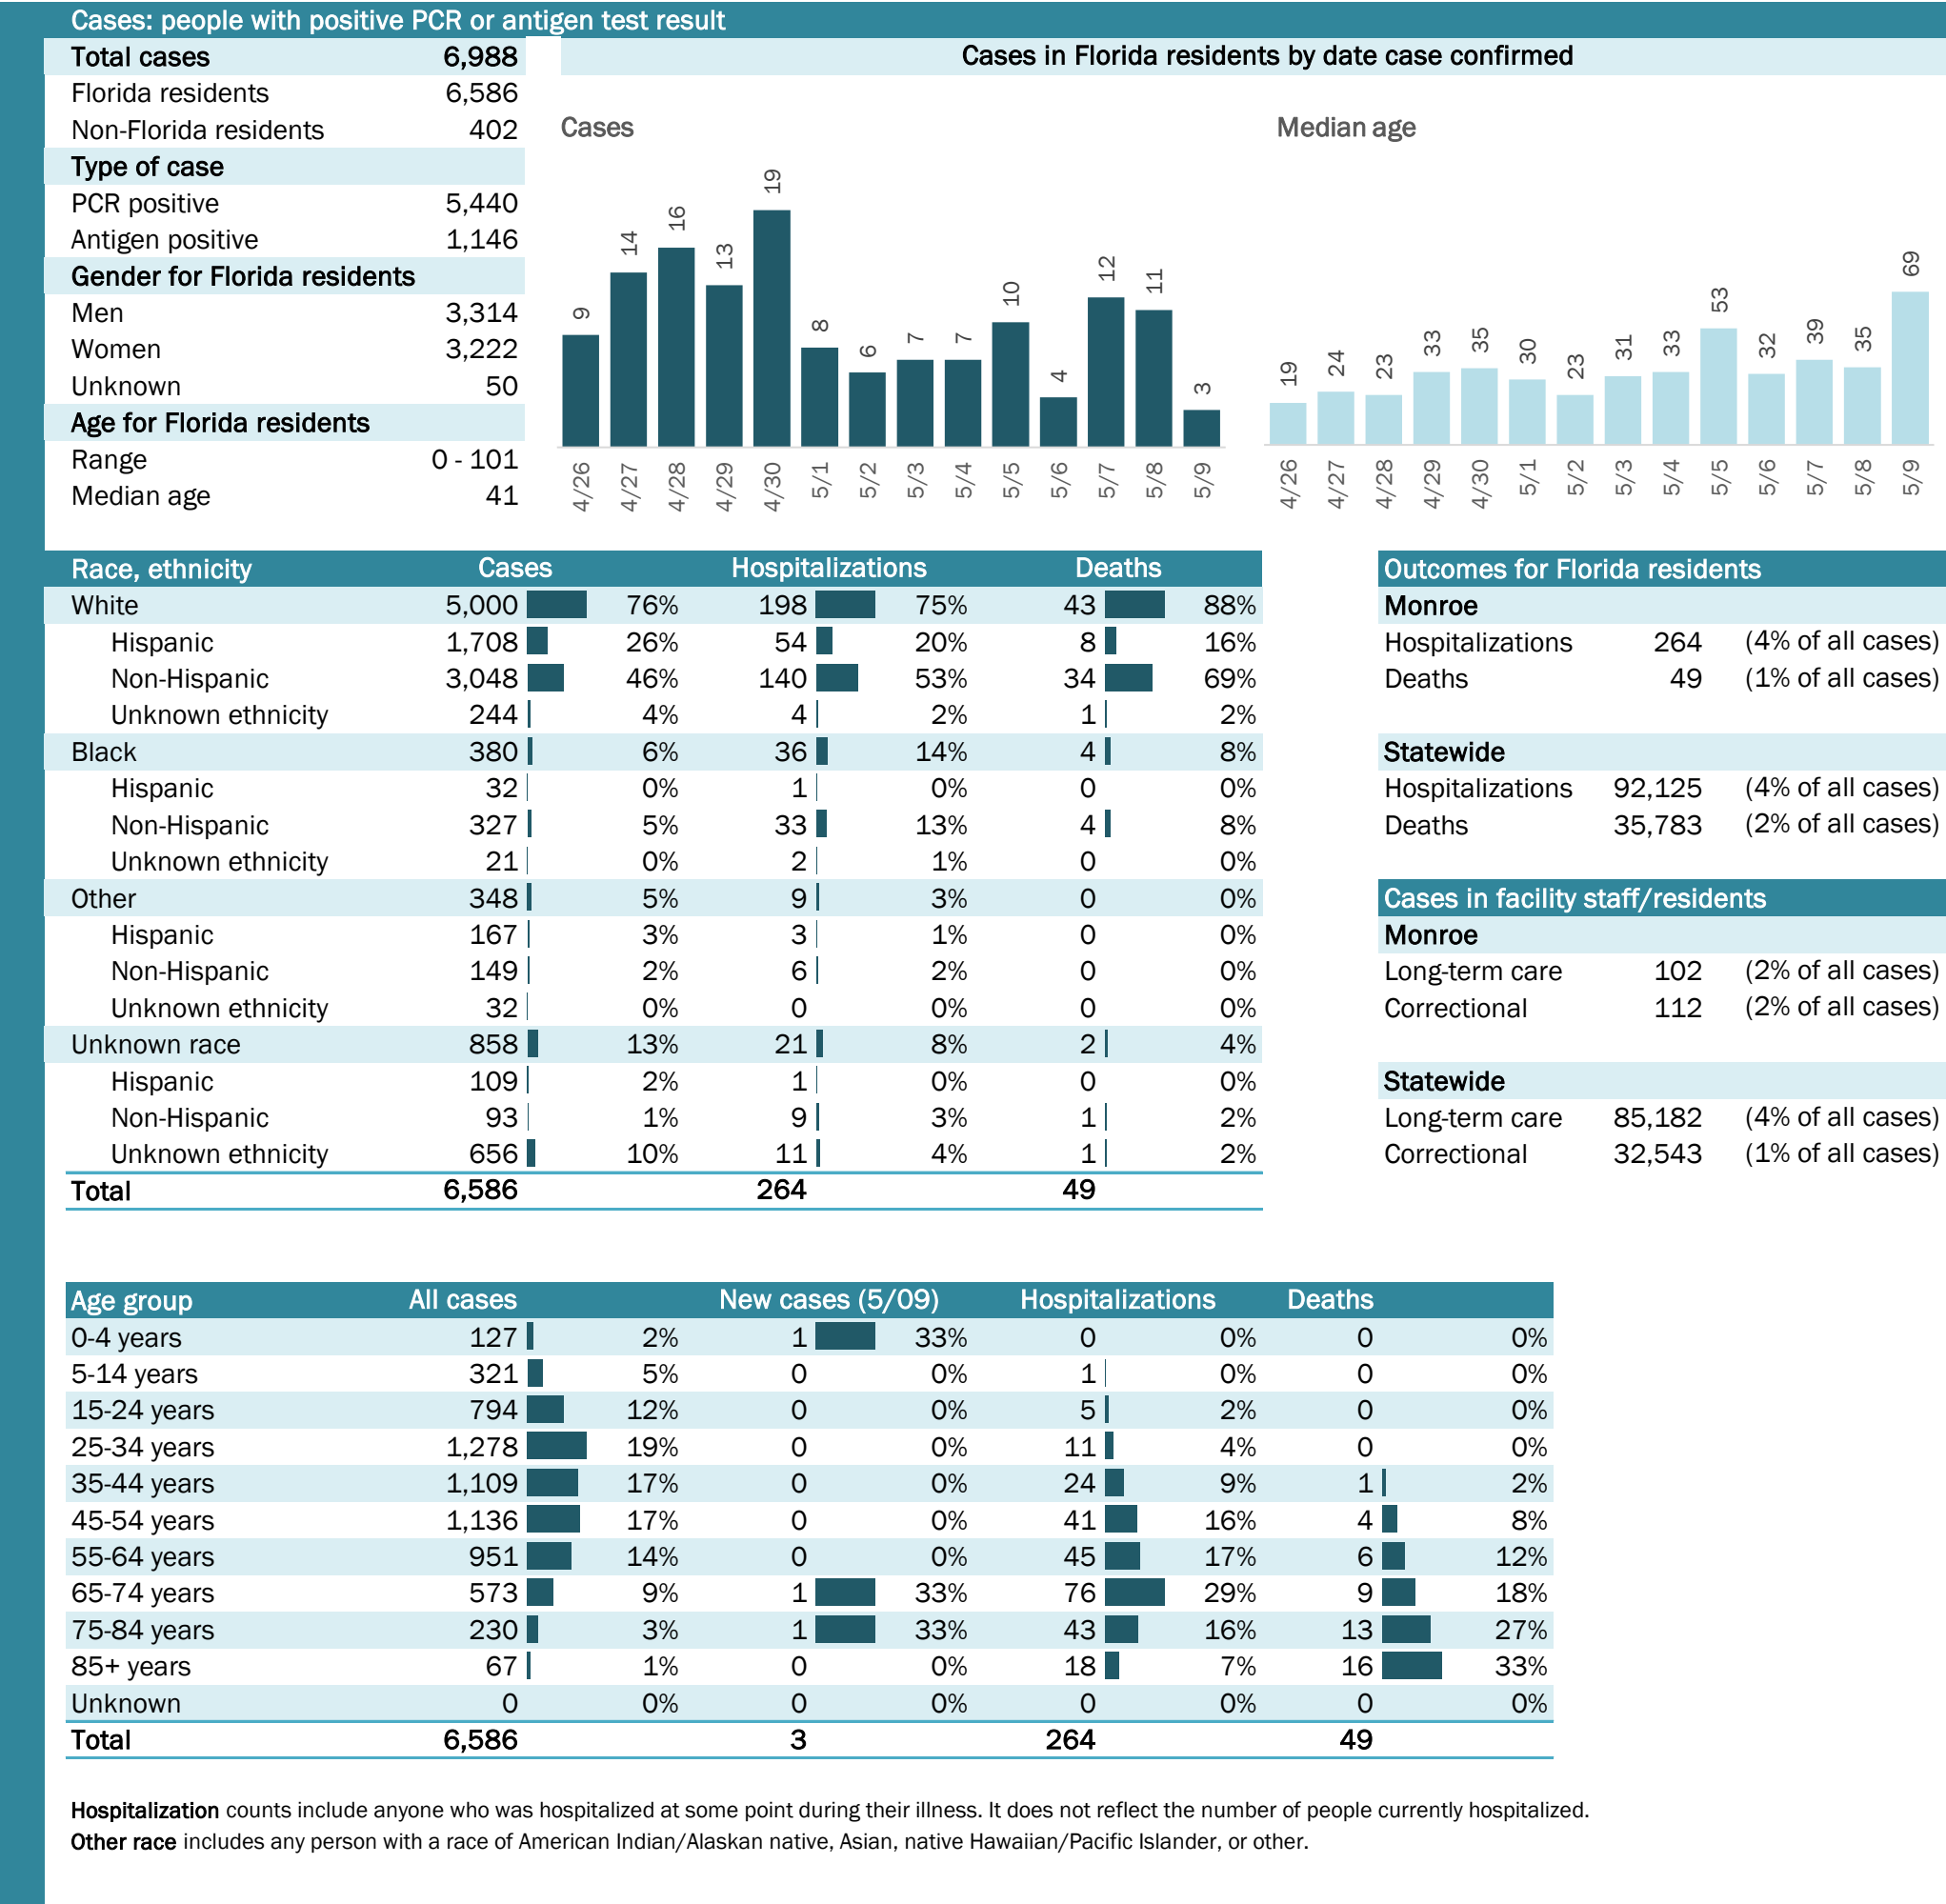 Cases: people with positive PCR or antigen test result
Total cases 6,988
Florida residents 6,586
Non-Florida residents 402
Type of case
PCR positive 5,440
Antigen positive 1,146
Gender for Florida residents
Men 3,314
Women 3,222
Unknown 50
Age for Florida residents
Range 0 - 101
Median age 41
Cases in Florida residents by date case confirmed
Cases
9 14 16 13 19 8 6 7 7 10 4 12 11 3
4/26 4/27 4/28 4/29 4/30 5/1 5/2 5/3 5/4 5/5 5/6 5/7 5/8 5/9
Median age
19 24 23 33 35 30 23 31 33 53 32 39 35 69
4/26 4/27 4/28 4/29 4/30 5/1 5/2 5/3 5/4 5/5 5/6 5/7 5/8 5/9
Race, ethnicity Cases Hospitalizations Deaths
White 5,000 76% 198 75% 43 88%
Hispanic 1,708 26% 54 20% 8 16%
Non-Hispanic 3,048 46% 140 53% 34 69%
Unknown ethnicity 244 4% 4 2% 1 2%
Black 380 6% 36 14% 4 8%
Hispanic 32 0% 1 0% 0 0%
Non-Hispanic 327 5% 33 13% 4 8%
Unknown ethnicity 21 0% 2 1% 0 0%
Other 348 5% 9 3% 0 0%
Hispanic 167 3% 3 1% 0 0%
Non-Hispanic 149 2% 6 2% 0 0%
Unknown ethnicity 32 0% 0 0% 0 0%
Unknown race 858 13% 21 8% 2 4%
Hispanic 109 2% 1 0% 0 0%
Non-Hispanic 93 1% 9 3% 1 2%
Unknown ethnicity 656 10% 11 4% 1 2%
Total 6,586 264 49
Outcomes for Florida residents
Monroe
Hospitalizations 264 (4% of all cases)
Deaths 49 (1% of all cases)
Statewide
Hospitalizations 92,125 (4% of all cases)
Deaths 35,783 (2% of all cases)
Cases in facility staff/residents
Monroe
Long-term care 102 (2% of all cases)
Correctional 112 (2% of all cases)
Statewide
Long-term care 85,182 (4% of all cases)
Correctional 32,543 (1% of all cases)
Age group All cases New cases (5/09) Hospitalizations Deaths
0-4 years 127 2% 1 33% 0 0% 0 0%
5-14 years 321 5% 0 0% 1 0% 0 0%
15-24 years 794 12% 0 0% 5 2% 0 0%
25-34 years 1,278 19% 0 0% 11 4% 0 0%
35-44 years 1,109 17% 0 0% 24 9% 1 2%
45-54 years 1,136 17% 0 0% 41 16% 4 8%
55-64 years 951 14% 0 0% 45 17% 6 12%
65-74 years 573 9% 1 33% 76 29% 9 18%
75-84 years 230 3% 1 33% 43 16% 13 27%
85+ years 67 1% 0 0% 18 7% 16 33%
Unknown 0 0% 0 0% 0 0% 0 0%
Total 6,586 3 264 49
Hospitalization counts include anyone who was hospitalized at some point during their illness. It does not reflect the number of people currently hospitalized.
Other race includes any person with a race of American Indian/Alaskan native, Asian, native Hawaiian/Pacific Islander, or other.